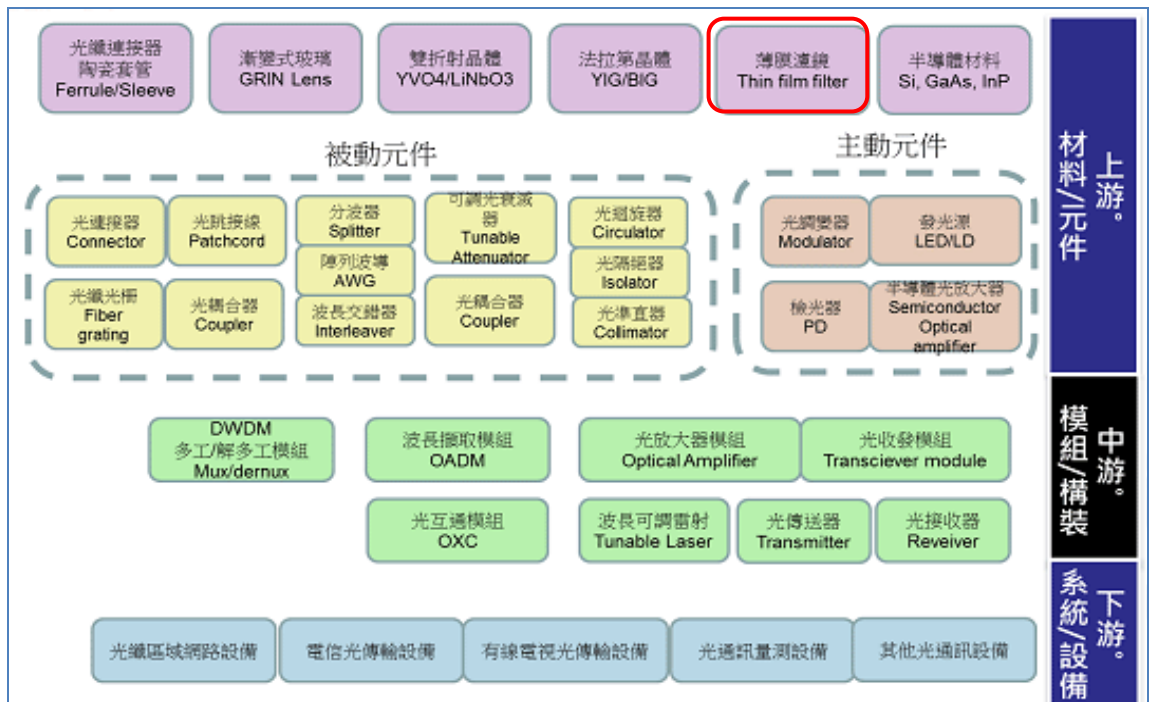 光纖連接器
陶瓷套管
Ferrule/Sleeve
漸變式玻璃
GRIN Lens
雙折射晶體
YVO4/LiNbO3
法拉第晶體
YIG/BIG
薄膜濾鏡
Thin film filter
半導體材料
Si, GaAs, InP
上游。
材料/元件
被動元件
主動元件
光連接器
Connector
光跳接線
Patchcord
分波器
Splitter
可調光衰減
器
Tunable
Attenuator
光迴旋器
Circulator
光調變器
Modulator
發光源
LED/LD
陣列波導
AWG
光隔絕器
Isolator
光纖光柵
Fiber
grating
光耦合器
Coupler
波長交錯器
Interleaver
光耦合器
Coupler
光準直器
Collimator
檢光器
PD
半導體光放大器
Semiconductor
Optical
amplifier
中游。
模組/構裝
DWDM
多工/解多工模組
Mux/dernux
波長擷取模組
OADM
光放大器模組
Optical Amplifier
光收發模組
Transciever module
光互通模組
OXC
波長可調雷射
Tunable Laser
光傳送器
Transmitter
光接收器
Reveiver
下游。
系統/設備
光纖區域網路設備
電信光傳輸設備
有線電視光傳輸設備
光通訊量測設備
其他光通訊設備